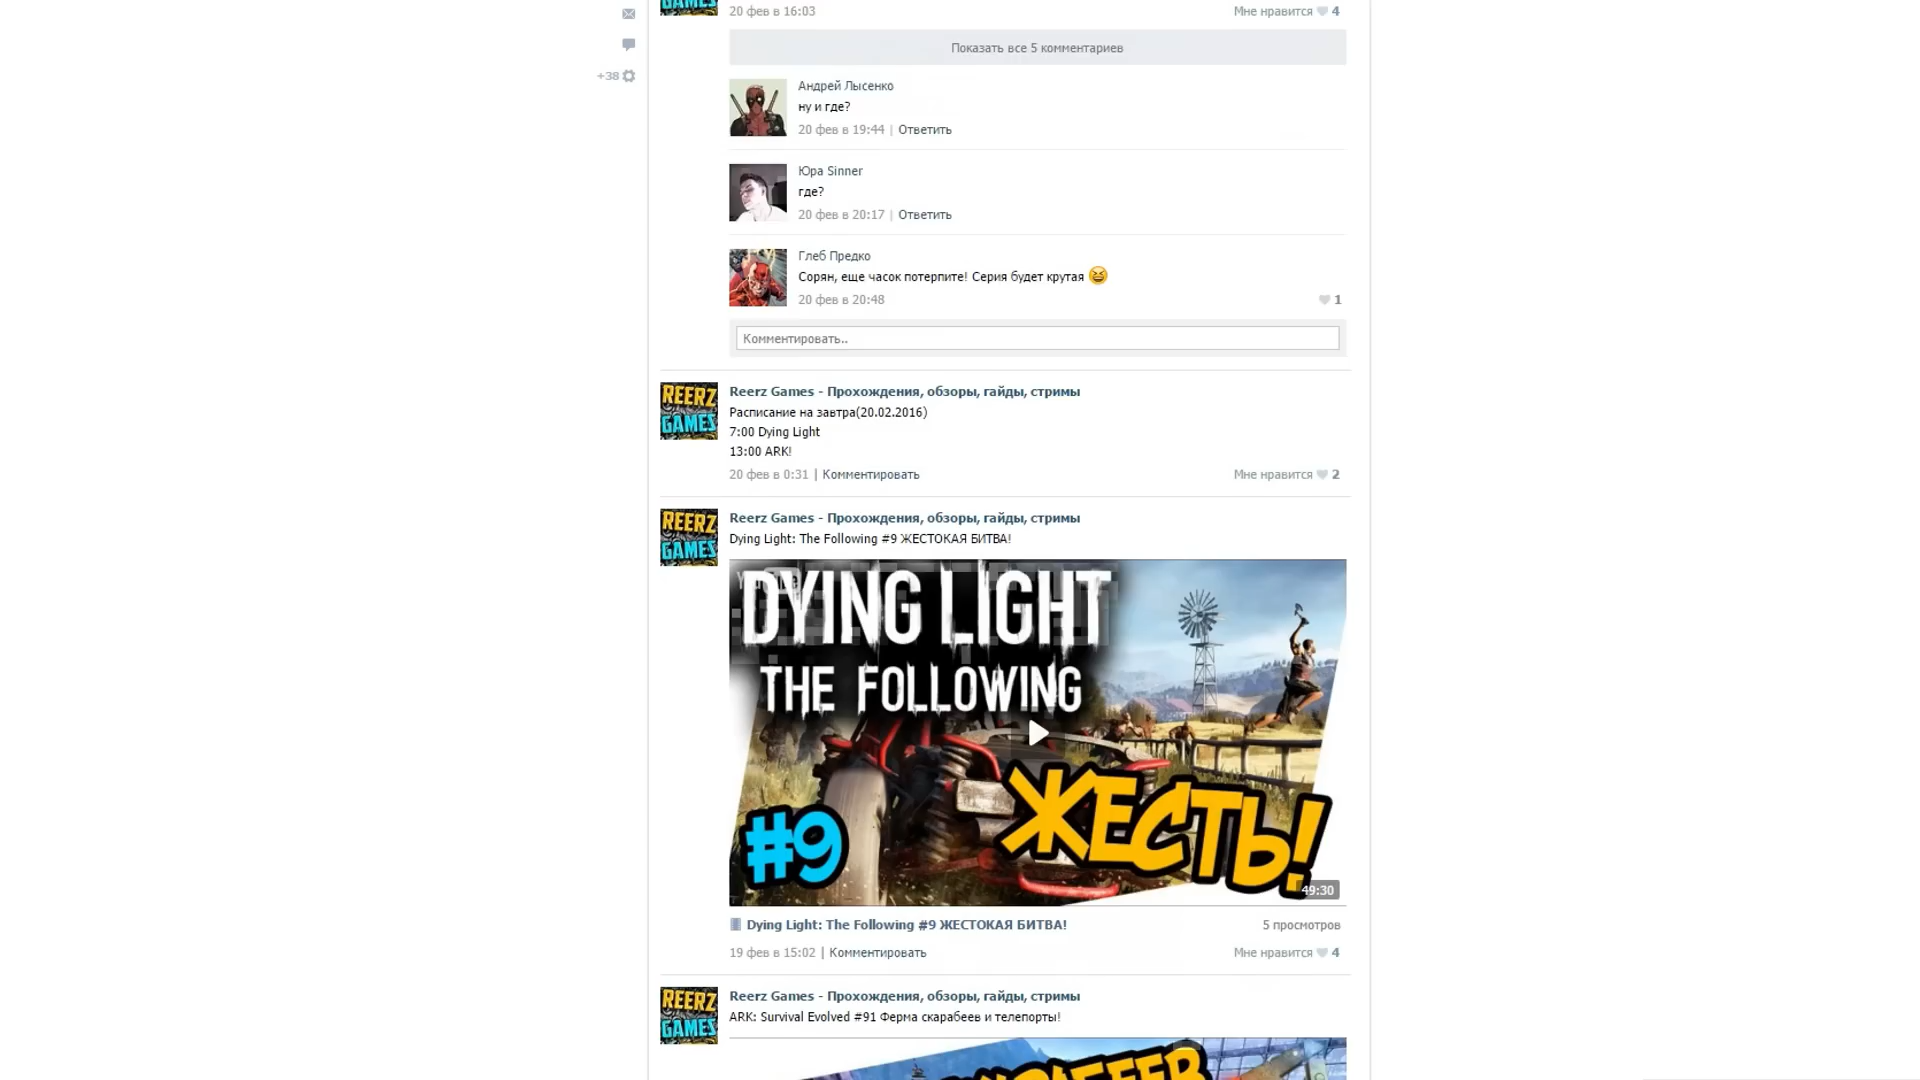 GAMES
20 фев в 16:03
Мне нравится 4
Показать все 5 комментариев
+38
Андрей Лысенко
ну и где?
20 фев в 19:44 | Ответить
Юра Sinner
где?
20 фев в 20:17 | Ответить
Глеб Предко
Сорян, еще часок потерпите! Серия будет крутая
20 фев в 20:48
1
Комментировать..
REERZ
GAMES
Reerz Games - Прохождения, обзоры, гайды, стримы
Расписание на завтра(20.02.2016)
7:00 Dying Light
13:00 ARK!
20 фев в 0:31 | Комментировать
Мне нравится 2
REERZ
GAMES
Reerz Games - Прохождения, обзоры, гайды, стримы
Dying Light: The Following #9 ЖЕСТОКАЯ БИТВА!
DYING LIGHT
THE FOLLOWING
#9
ЖЕСТЬ!
49:30
Dying Light: The Following #9 ЖЕСТОКАЯ БИТВА!
5 просмотров
19 фев в 15:02 | Комментировать
Мне нравится 4
REERZ
GAMES
Reerz Games - Прохождения, обзоры, гайды, стримы
ARK: Survival Evolved #91 Ферма скарабеев и телепорты!